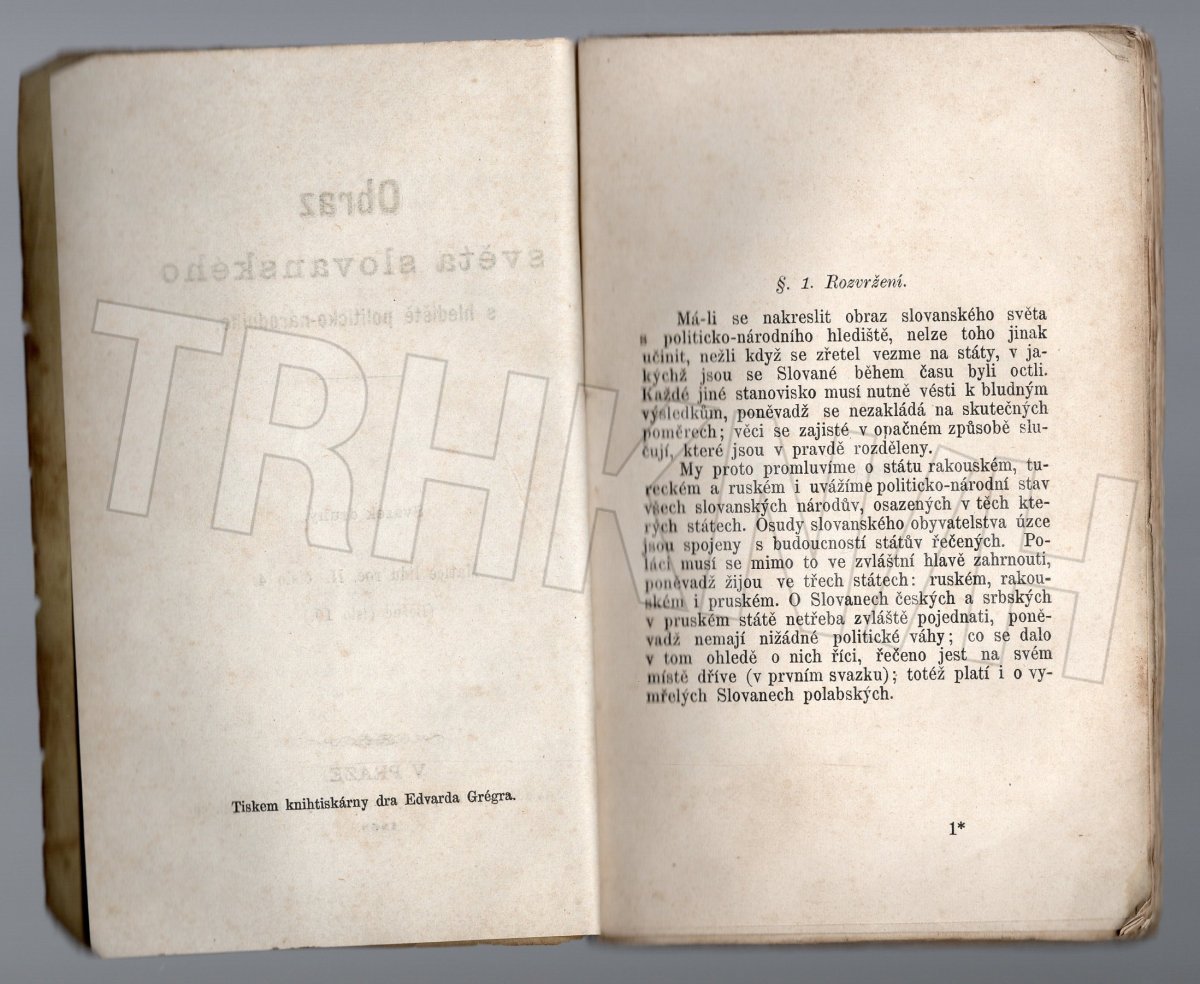 Obraz
světa slovanského
s hlediště politicko-národního
V PRAZE.
Tiskem knihtiskárny dra Edvarda Grégra.
§. 1. Rozvržení.
Má-li se nakreslit obraz slovanského světa
s politicko-národního hlediště, nelze toho jinak
učinit, nežli když se zřetel vezme na státy, v ja-
kýchž jsou se Slované během času byli octli.
Každé jiné stanovisko musí nutně vésti k bludným
výsledkům, poněvadž se nezakládá na skutečných
poměrech; věci se zajisté v opačném způsobě slu-
čují, které jsou v pravdě rozděleny.
My proto promluvíme o státu rakouském, tu-
reckém a ruském i uvážíme politicko-národní stav
všech slovanských národův, osazených v těch kte-
rých státech. Osudy slovanského obyvatelstva úzce
jsou spojeny s budoucností státův řečených. Po-
láci musí se mimo to ve zvláštní hlavě zahrnouti,
poněvadž žijou ve třech státech: ruském, rakou-
ském i pruském. O Slovanech českých a srbských
v pruském státě netřeba zvláště pojednati, poně-
vadž nemají nižádné politické váhy; co se dalo
v tom ohledě o nich říci, řečeno jest na svém
místě dříve (v prvním svazku); totéž platí i o vy-
mřelých Slovanech polabských.
1*
TRHKNIH